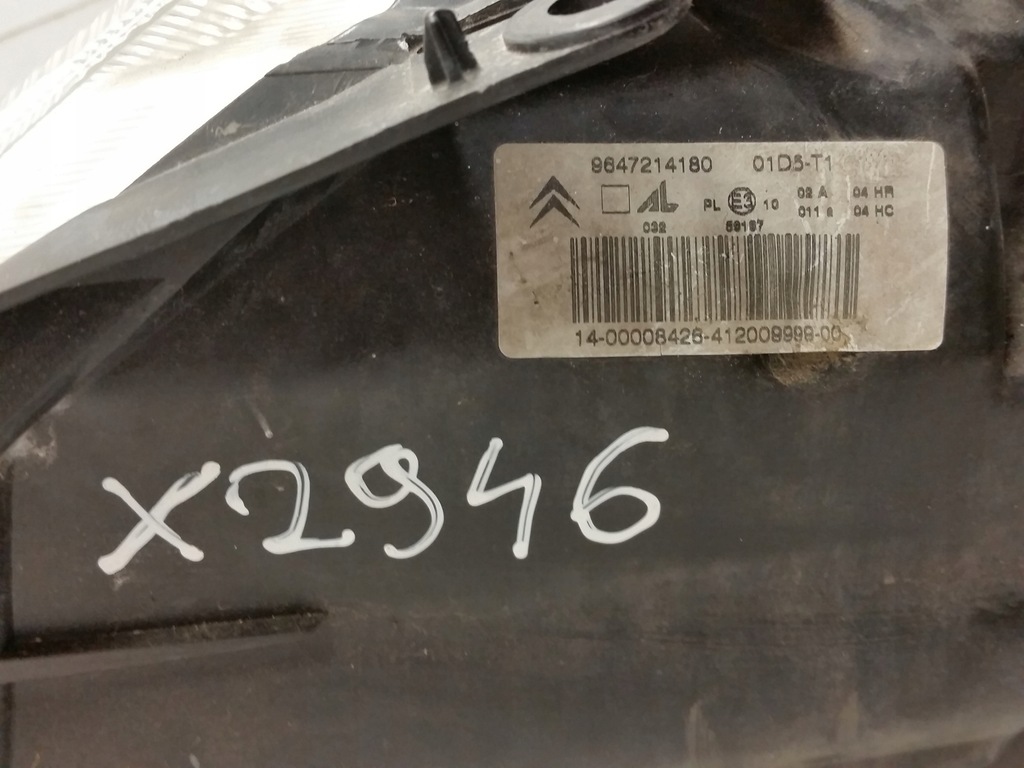 9647214180 01D5-T1
AL PL E3 10 02 A 04 HR
011 a 04 HC
032 59197
14-00008426-412009999-00
X2946